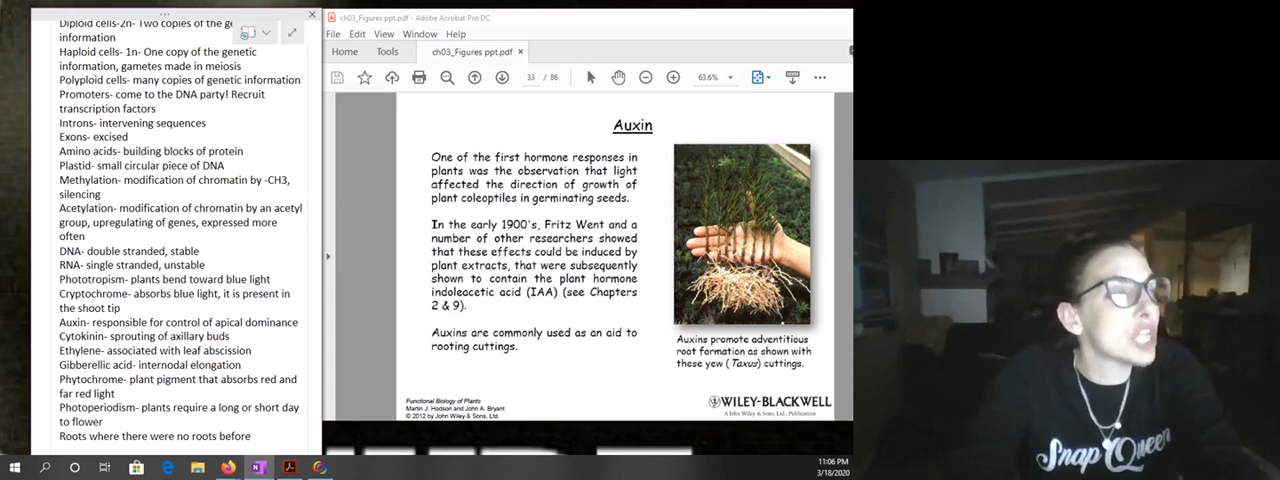 Diploid cells-2n- Two copies of the ge
information
Haploid cells- 1n- One copy of the genetic
information, gametes made in meiosis
Polyploid cells- many copies of genetic information
Promoters- come to the DNA party! Recruit
transcription factors
Introns- intervening sequences
Exons- excised
Amino acids- building blocks of protein
Plastid- small circular piece of DNA
Methylation- modification of chromatin by -CH3,
silencing
Acetylation- modification of chromatin by an acetyl
group, upregulating of genes, expressed more
often
DNA- double stranded, stable
RNA- single stranded, unstable
Phototropism- plants bend toward blue light
Cryptochrome- absorbs blue light, it is present in
the shoot tip
Auxin- responsible for control of apical dominance
Cytokinin- sprouting of axillary buds
Ethylene- associated with leaf abscission
Gibberellic acid- internodal elongation
Phytochrome- plant pigment that absorbs red and
far red light
Photoperiodism- plants require a long or short day
to flower
Roots where there were no roots before
ch03_Figures ppt.pdf - Adobe Acrobat Pro DC
File Edit View Window Help
Home Tools ch03_Figures ppt.pdf ×
33 / 86 63.6%
Auxin
One of the first hormone responses in
plants was the observation that light
affected the direction of growth of
plant coleoptiles in germinating seeds.
In the early 1900's, Fritz Went and a
number of other researchers showed
that these effects could be induced by
plant extracts, that were subsequently
shown to contain the plant hormone
indoleacetic acid (IAA) (see Chapters
2 & 9).
Auxins are commonly used as an aid to
rooting cuttings.
Auxins promote adventitious
root formation as shown with
these yew (Taxus) cuttings.
Functional Biology of Plants
Martin J. Hodson and John A. Bryant
© 2012 by John Wiley & Sons, Ltd.
WILEY-BLACKWELL
A John Wiley & Sons, Ltd., Publication
Snap Queen
11:06 PM
3/18/2020